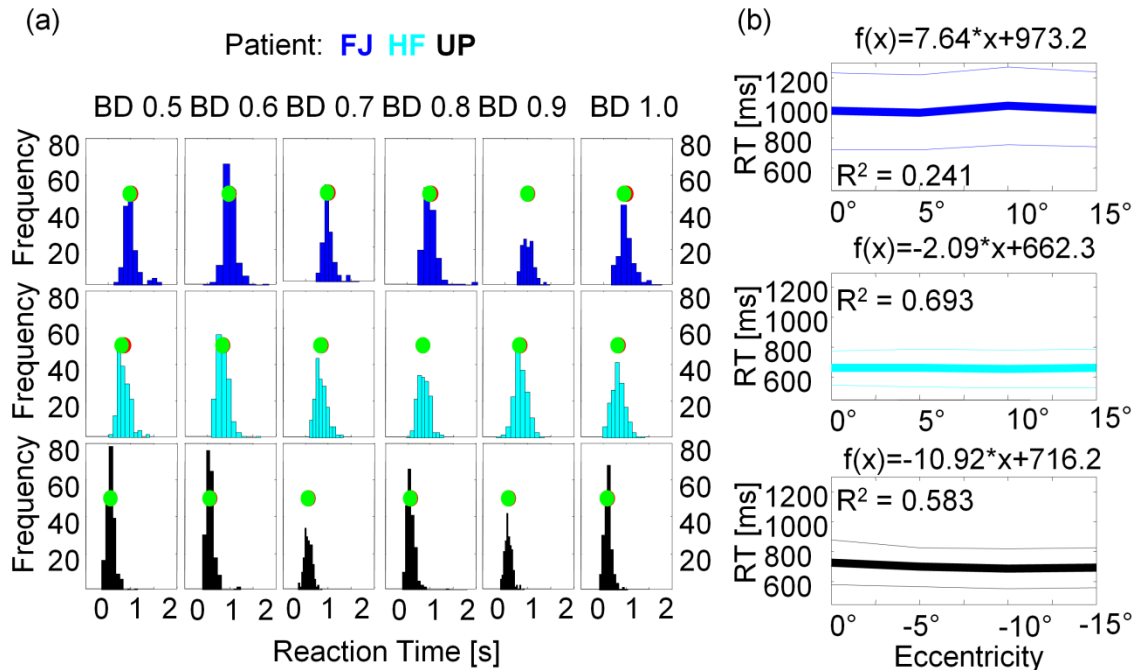 (a)
Patient: FJ HF UP
BD 0.5 BD 0.6 BD 0.7 BD 0.8 BD 0.9 BD 1.0
Frequency
80
60
40
20
80
60
40
20
Frequency
80
60
40
20
80
60
40
20
Frequency
80
60
40
20
80
60
40
20
0 1 2 0 1 2 0 1 2 0 1 2 0 1 2 0 1 2
Reaction Time [s]
(b)
f(x)=7.64*x+973.2
RT [ms]
1200
1000
800
600
R² = 0.241
0° 5° 10° 15°
f(x)=-2.09*x+662.3
RT [ms]
1200
1000
800
600
R² = 0.693
0° 5° 10° 15°
f(x)=-10.92*x+716.2
RT [ms]
1200
1000
800
600
R² = 0.583
0° -5° -10° -15°
Eccentricity